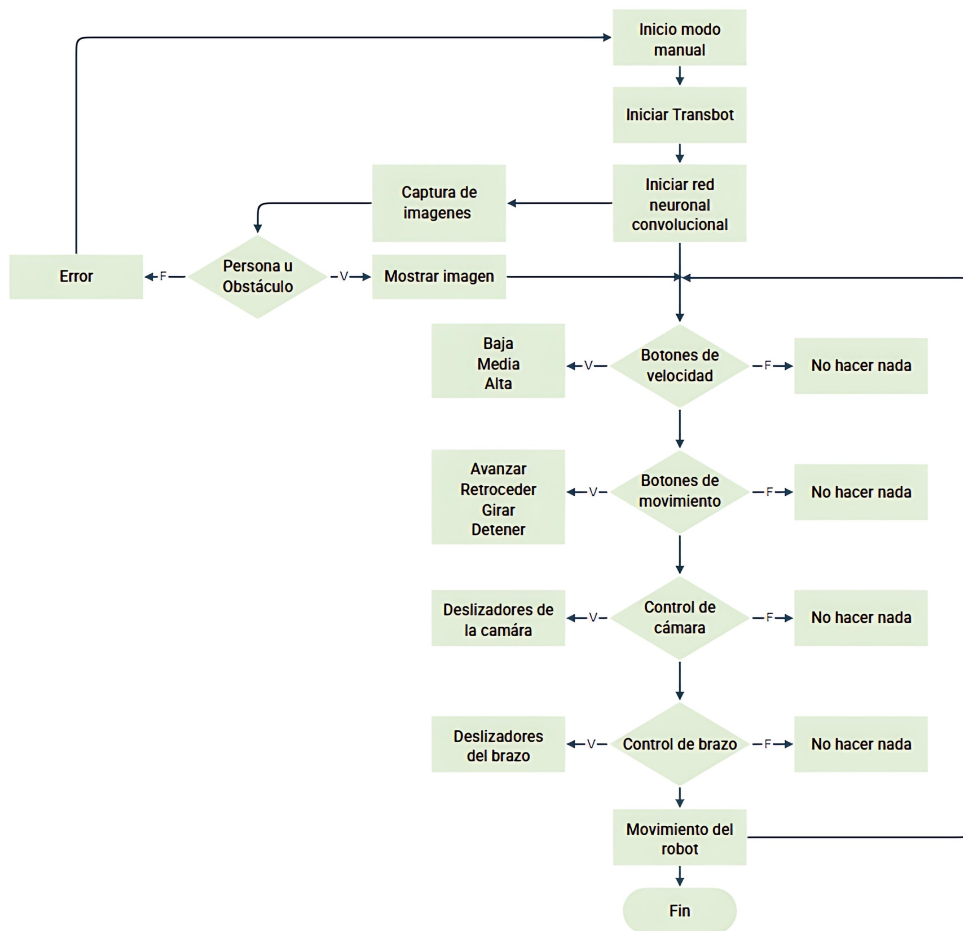 Inicio modo
manual
Iniciar Transbot
Captura de
imagenes
Iniciar red
neuronal
convolucional
Error
F
Persona u
Obstáculo
V
Mostrar imagen
Baja
Media
Alta
V
Botones de
velocidad
F
No hacer nada
Avanzar
Retroceder
Girar
Detener
V
Botones de
movimiento
F
No hacer nada
Deslizadores de
la camára
V
Control de
cámara
F
No hacer nada
Deslizadores
del brazo
V
Control de brazo
F
No hacer nada
Movimiento del
robot
Fin